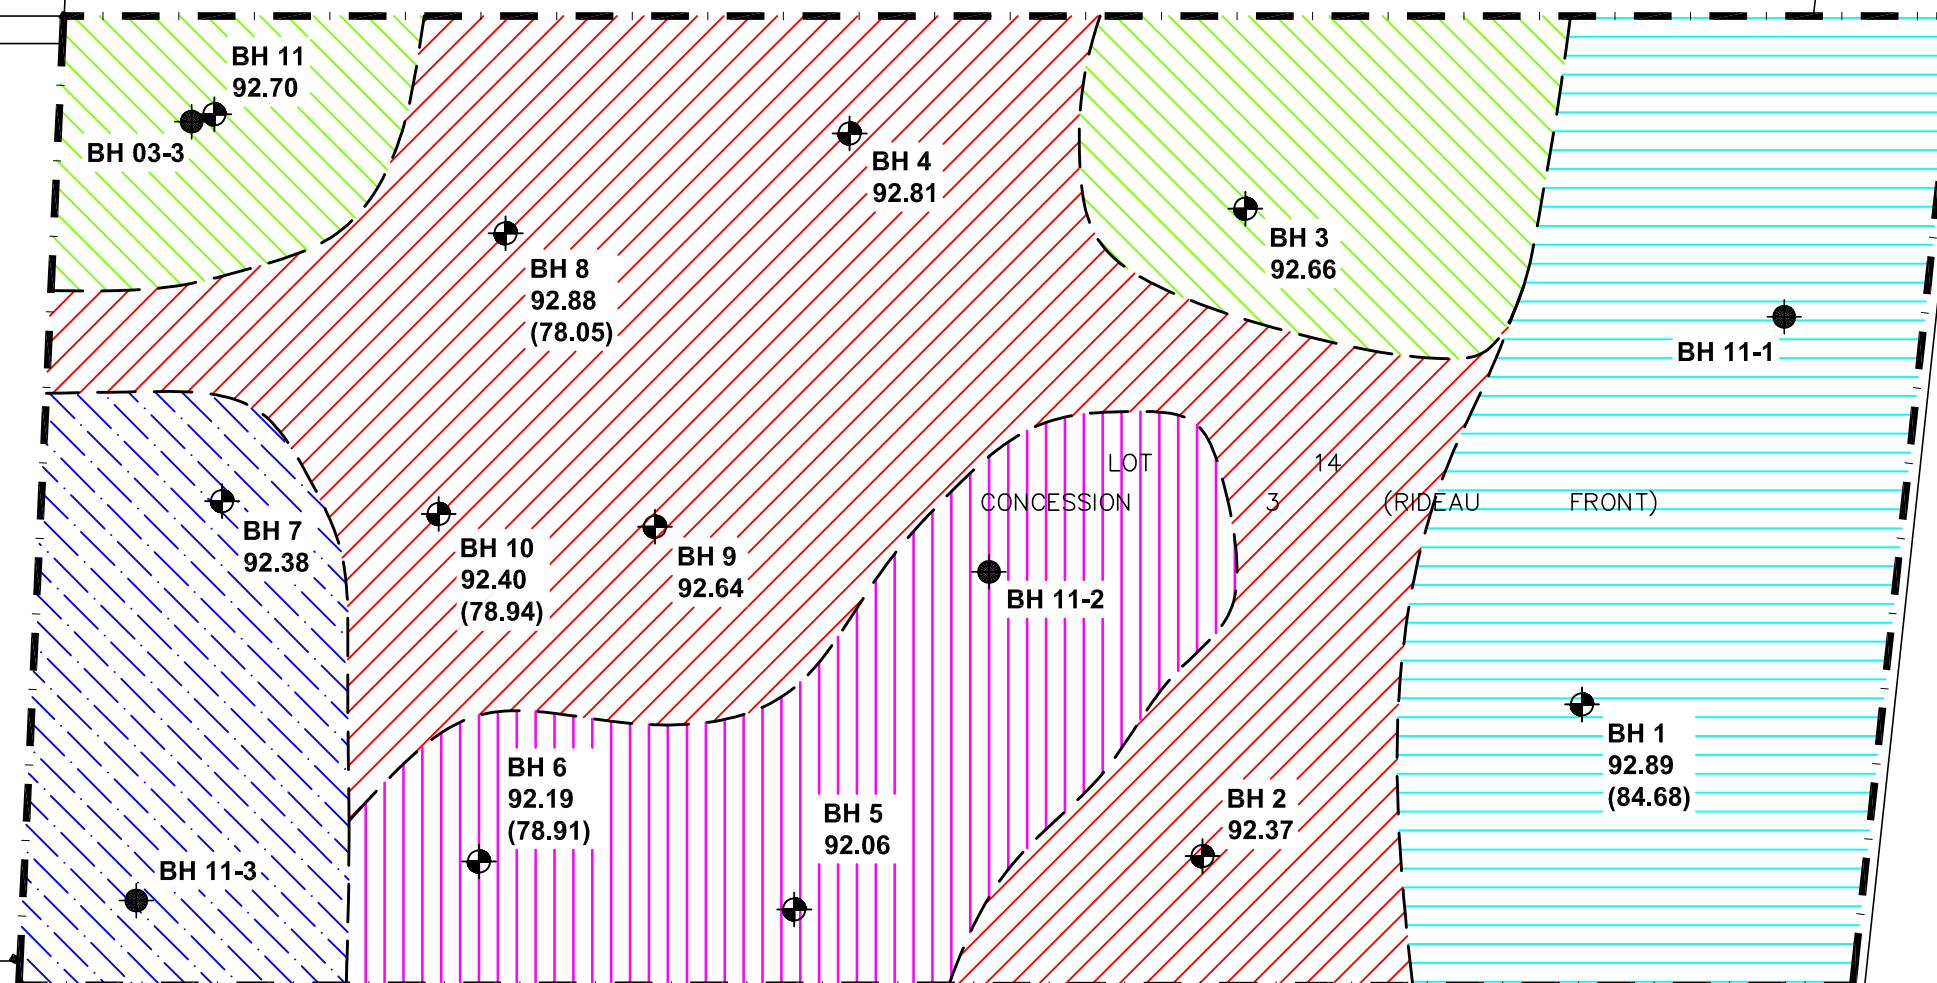 BH 11
92.70
BH 03-3
BH 4
92.81
BH 3
92.66
BH 8
92.88
(78.05)
BH 11-1
LOT 14
CONCESSION 3 (RIDEAU FRONT)
BH 7
92.38
BH 10
92.40
(78.94)
BH 9
92.64
BH 11-2
BH 1
92.89
(84.68)
BH 6
92.19
(78.91)
BH 5
92.06
BH 2
92.37
BH 11-3